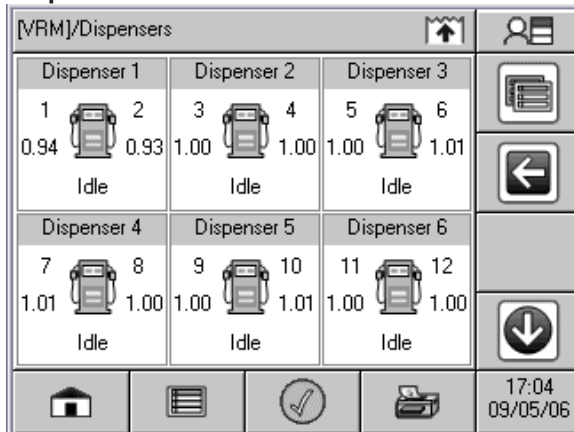 [VRM]/Dispensers
Dispenser 1 Dispenser 2 Dispenser 3
1 2 3 4 5 6
0.94 0.93 1.00 1.00 1.00 1.01
Idle Idle Idle
Dispenser 4 Dispenser 5 Dispenser 6
7 8 9 10 11 12
1.01 1.00 1.00 1.01 1.00 1.00
Idle Idle Idle
17:04
09/05/06